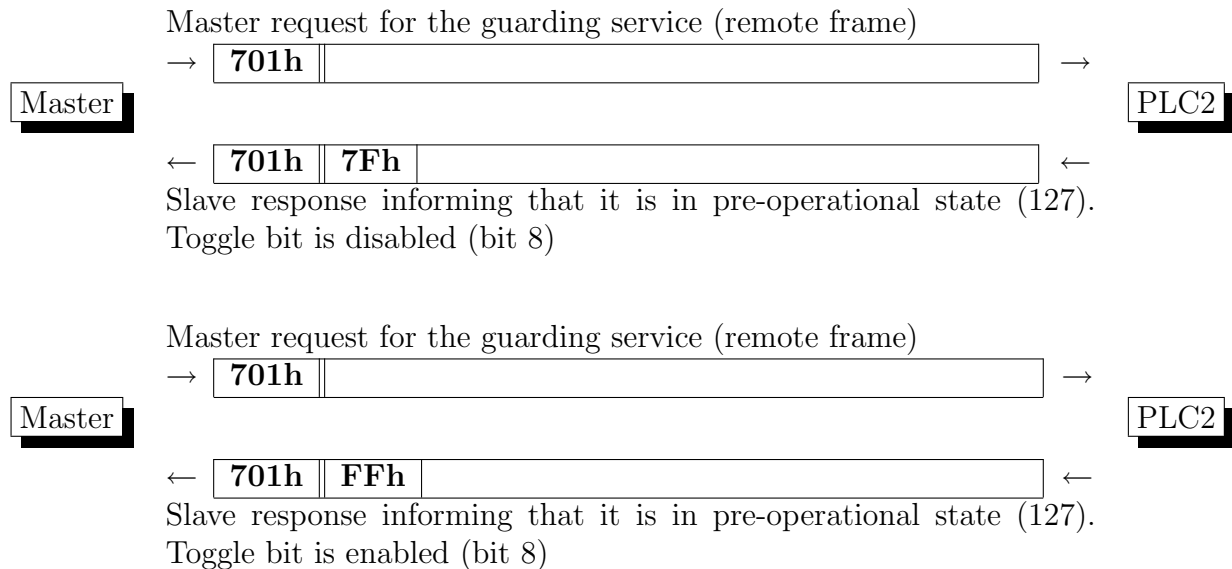 Master request for the guarding service (remote frame)
→ 701h →
Master PLC2
← 701h 7Fh ←
Slave response informing that it is in pre-operational state (127).
Toggle bit is disabled (bit 8)
Master request for the guarding service (remote frame)
→ 701h →
Master PLC2
← 701h FFh ←
Slave response informing that it is in pre-operational state (127).
Toggle bit is enabled (bit 8)